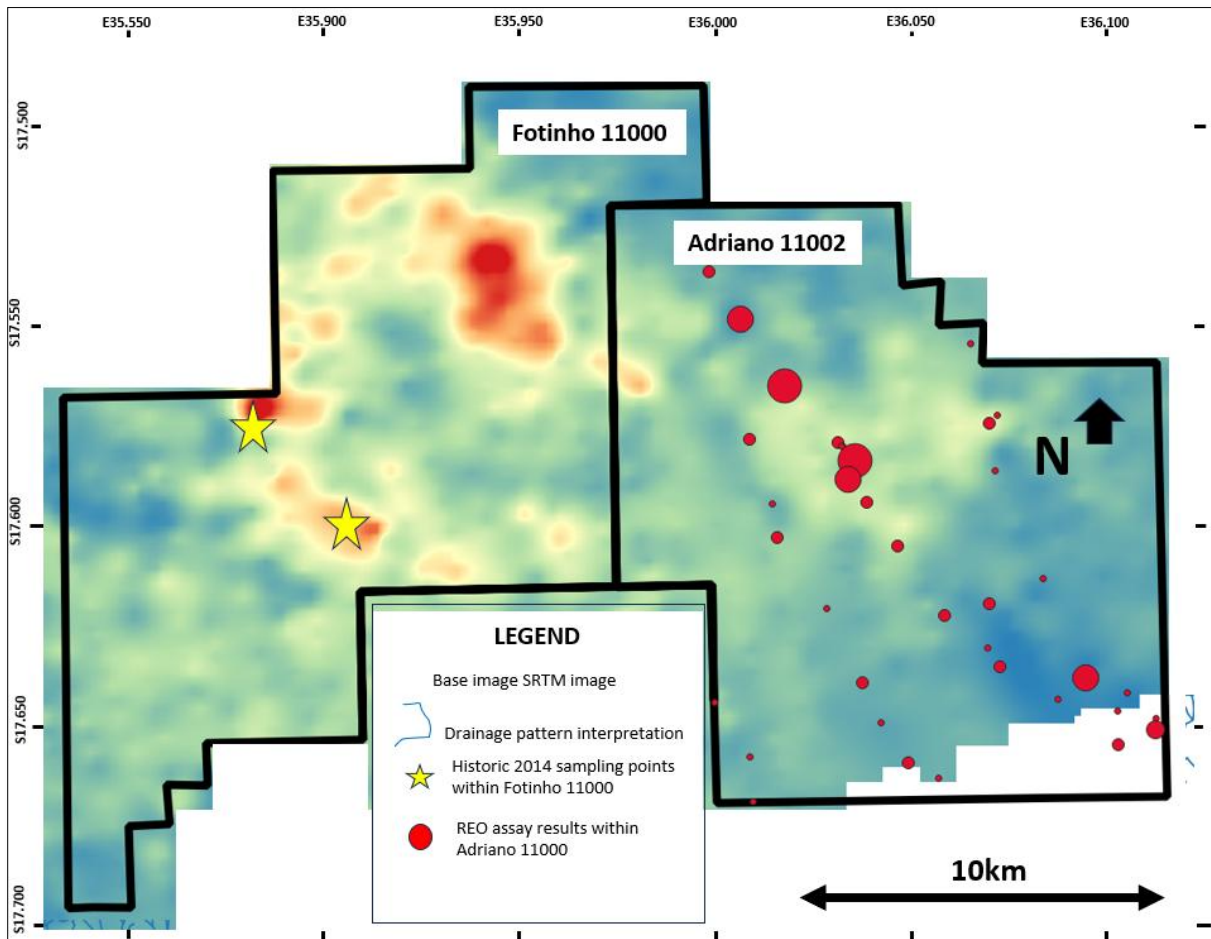 E35.550 E35.900 E35.950 E36.000 E36.050 E36.100
S17.500
S17.550
S17.600
S17.650
S17.700
Fotinho 11000
Adriano 11002
N
LEGEND
Base image SRTM image
Drainage pattern interpretation
Historic 2014 sampling points
within Fotinho 11000
REO assay results within
Adriano 11000
10km